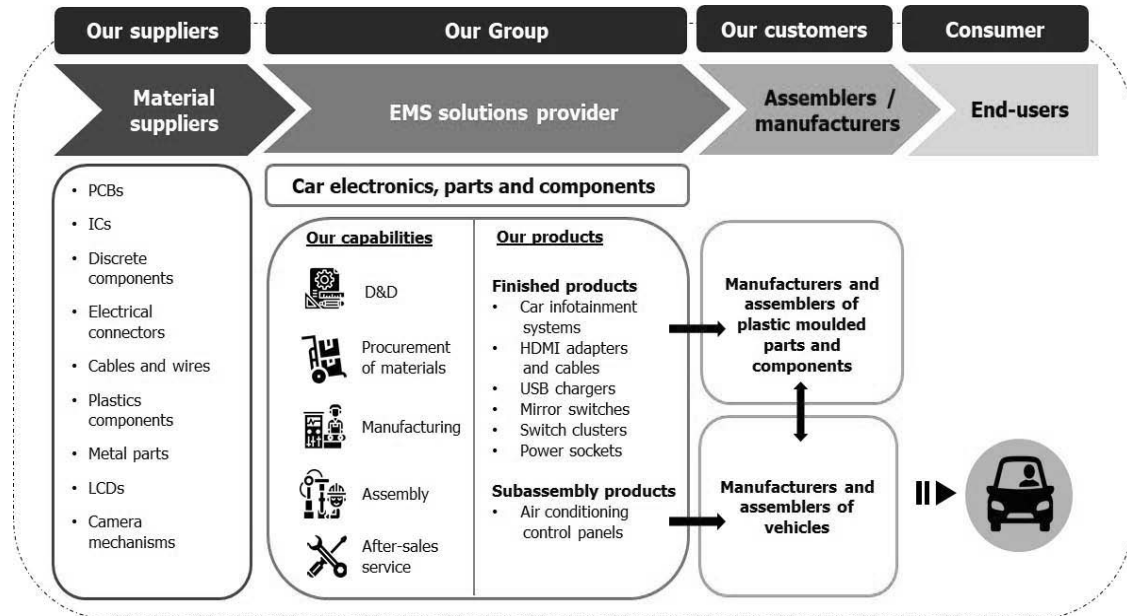 Our suppliers
Our Group
Our customers
Consumer
Material
suppliers
EMS solutions provider
Assemblers /
manufacturers
End-users
• PCBs
• ICs
• Discrete
components
• Electrical
connectors
• Cables and wires
• Plastics
components
• Metal parts
• LCDs
• Camera
mechanisms
Car electronics, parts and components
Our capabilities
D&D
Procurement
of materials
Manufacturing
Assembly
After-sales
service
Our products
Finished products
• Car infotainment
systems
• HDMI adapters
and cables
• USB chargers
• Mirror switches
• Switch clusters
• Power sockets
Subassembly products
• Air conditioning
control panels
Manufacturers and
assemblers of
plastic moulded
parts and
components
Manufacturers and
assemblers of
vehicles